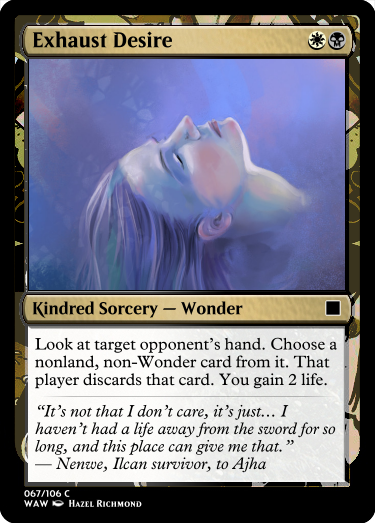 Exhaust Desire
Kindred Sorcery — Wonder
Look at target opponent's hand. Choose a
nonland, non-Wonder card from it. That
player discards that card. You gain 2 life.
“It's not that I don't care, it's just… I
haven't had a life away from the sword for so
long, and this place can give me that.”
— Nenwe, Ilcan survivor, to Ajha
067/106 C
WAW Hazel Richmond